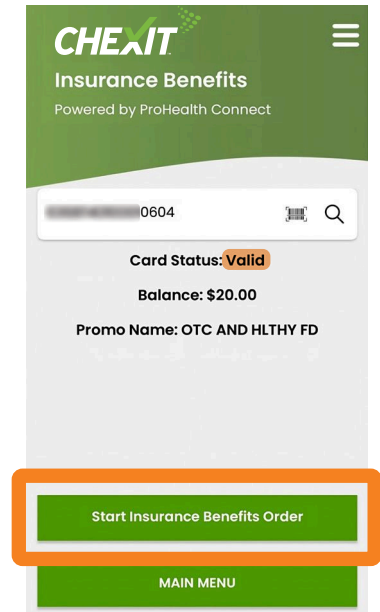 CHEXIT
Insurance Benefits
Powered by ProHealth Connect
0604
Card Status: Valid
Balance: $20.00
Promo Name: OTC AND HLTHY FD
Start Insurance Benefits Order
MAIN MENU